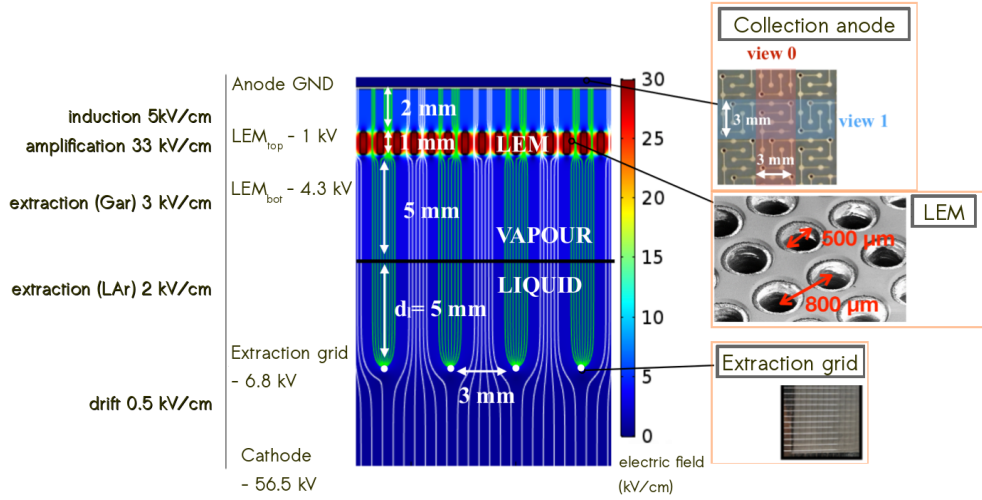 Collection anode
view 0
3 mm
view 1
3 mm
Anode GND
induction 5kV/cm
amplification 33 kV/cm
LEMtop - 1 kV
LEMbot - 4.3 kV
extraction (Gar) 3 kV/cm
extraction (LAr) 2 kV/cm
Extraction grid
- 6.8 kV
drift 0.5 kV/cm
Cathode
- 56.5 kV
2 mm
1 mm
LEM
5 mm
VAPOUR
LIQUID
dl= 5 mm
3 mm
30
25
20
15
10
5
0
electric field
(kV/cm)
LEM
500 µm
800 µm
Extraction grid